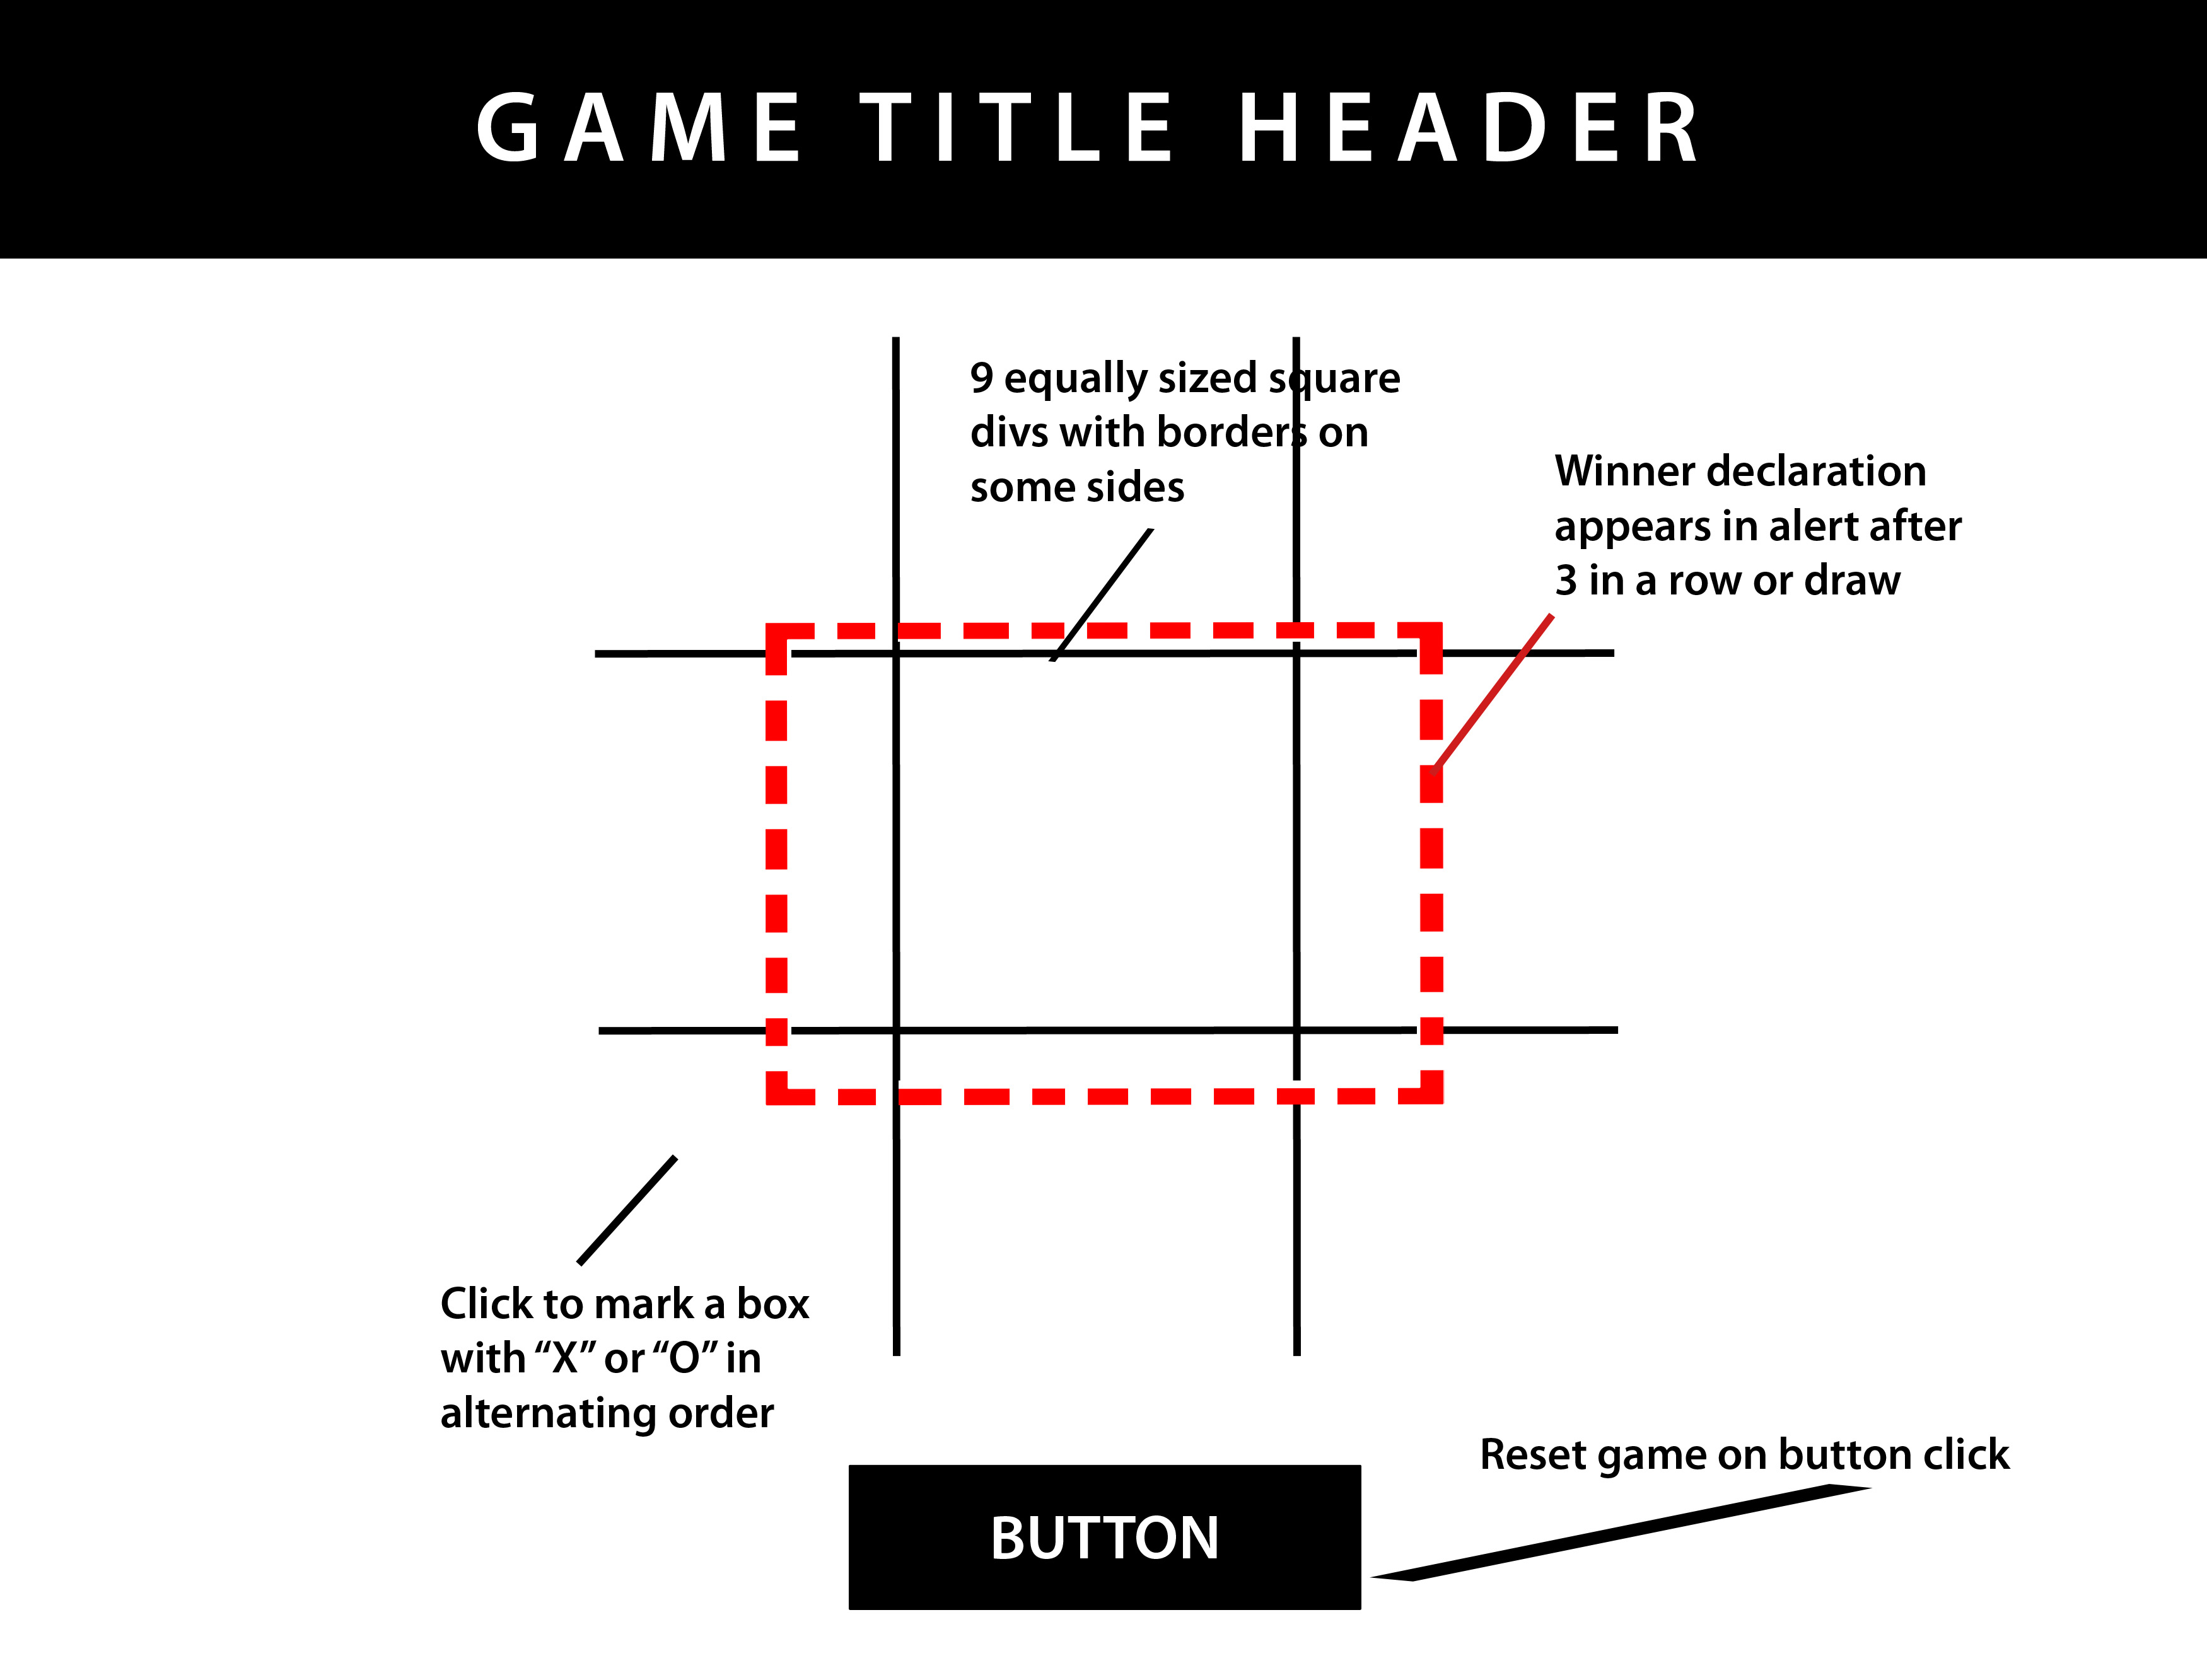 GAME TITLE HEADER
9 equally sized square
divs with borders on
some sides
Winner declaration
appears in alert after
3 in a row or draw
Click to mark a box
with “X” or “O” in
alternating order
Reset game on button click
BUTTON